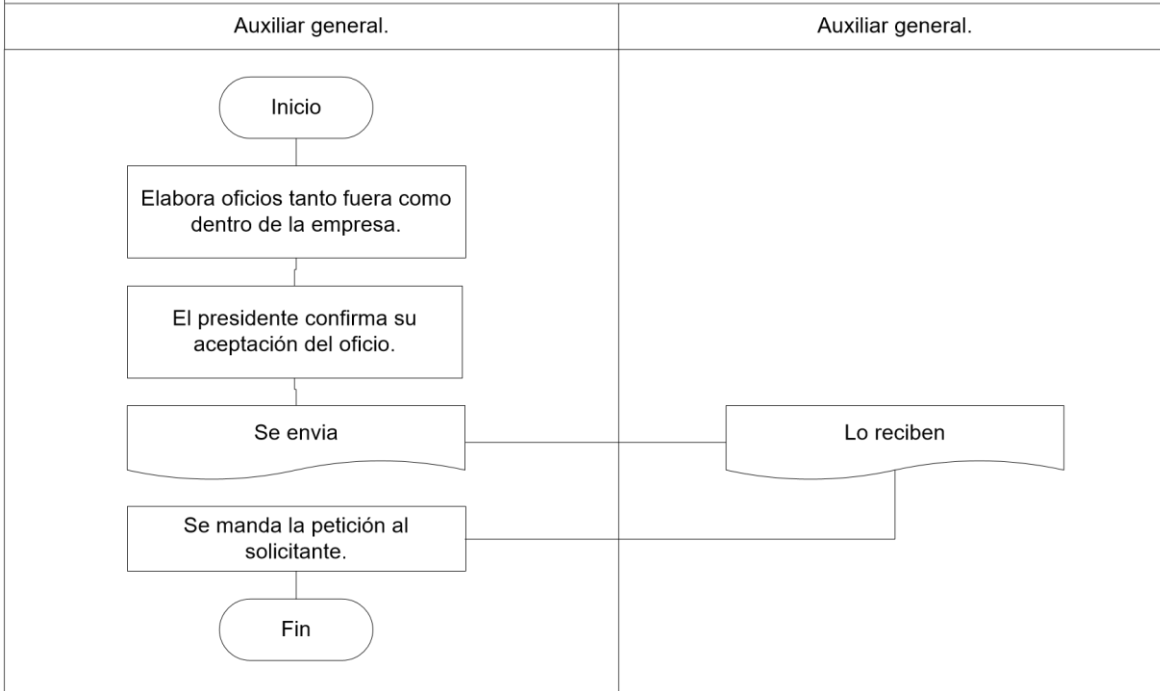 Auxiliar general.
Auxiliar general.
Inicio
Elabora oficios tanto fuera como
dentro de la empresa.
El presidente confirma su
aceptación del oficio.
Se envia
Lo reciben
Se manda la petición al
solicitante.
Fin